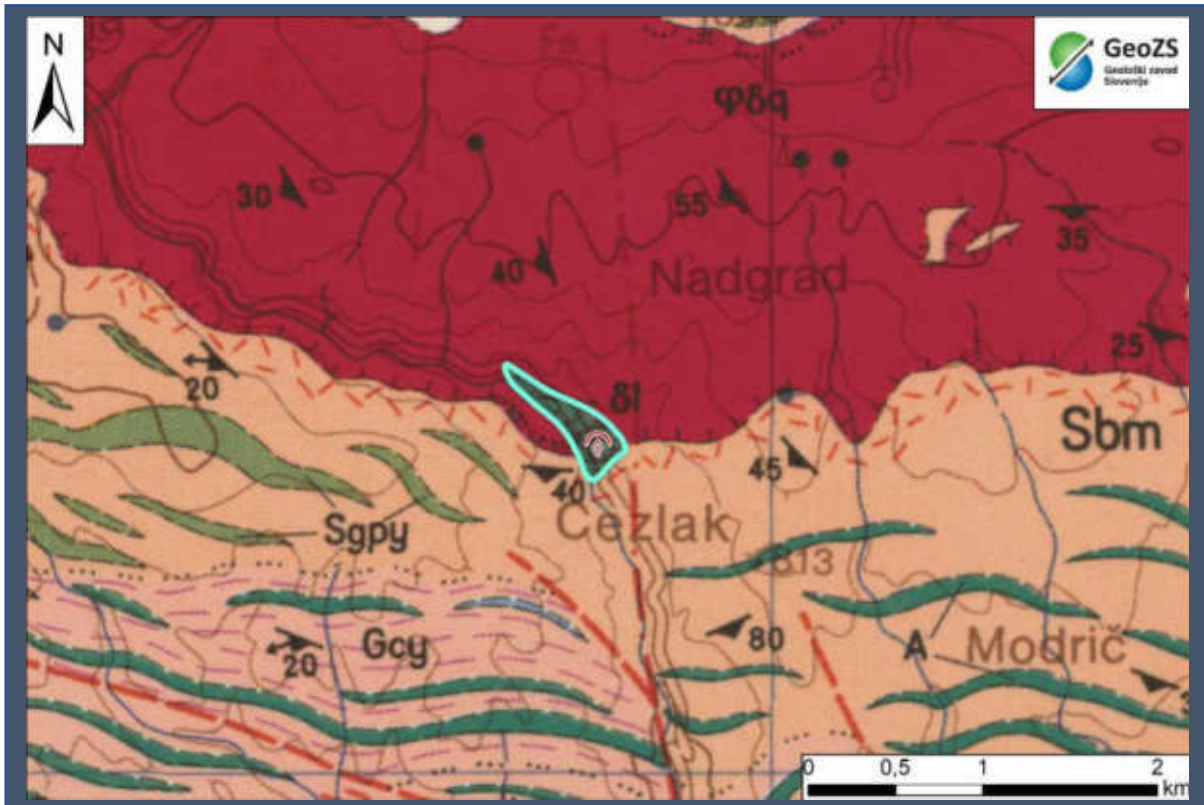 N
Fe
GeoZS
Geološki zavod
Slovenije
φδq
30
55
35
40
Nadgrad
25
20
δl
Sbm
40
45
Cezlak
Sgpy
813
80
A
Modrič
Gcy
20
0 0,5 1 2
km